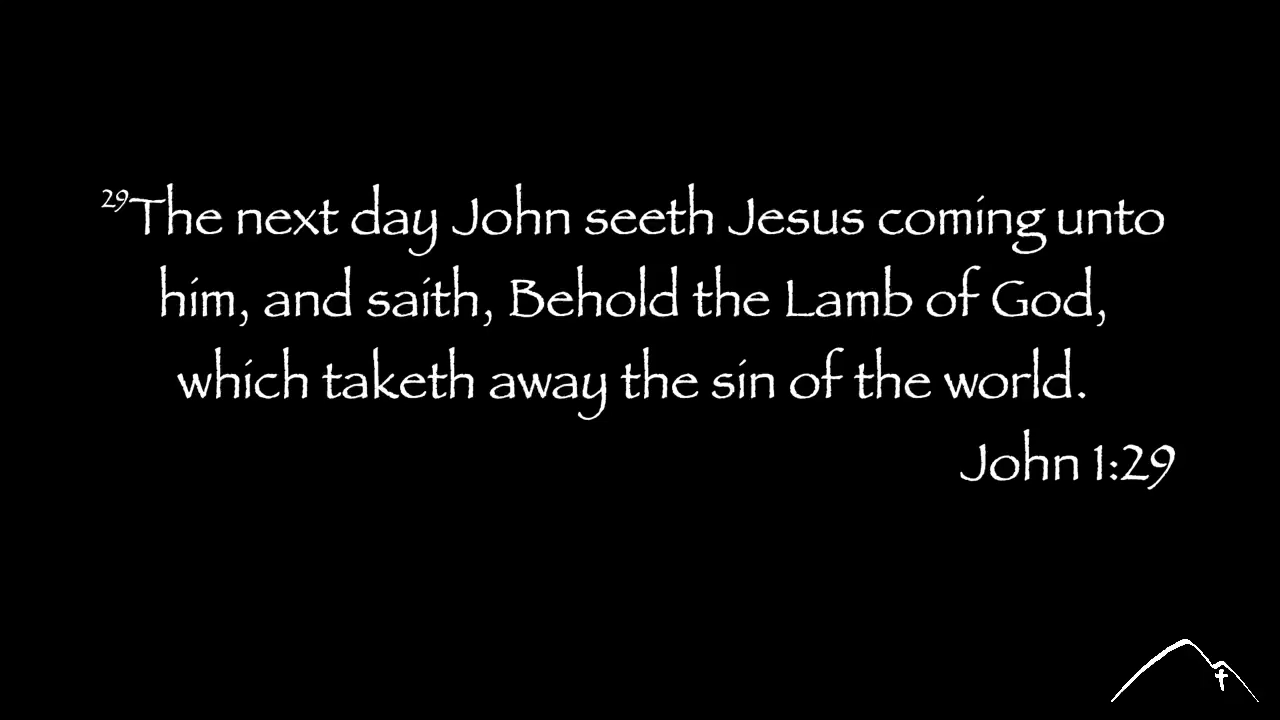 29The next day John seeth Jesus coming unto
him, and saith, Behold the Lamb of God,
which taketh away the sin of the world.
John 1:29